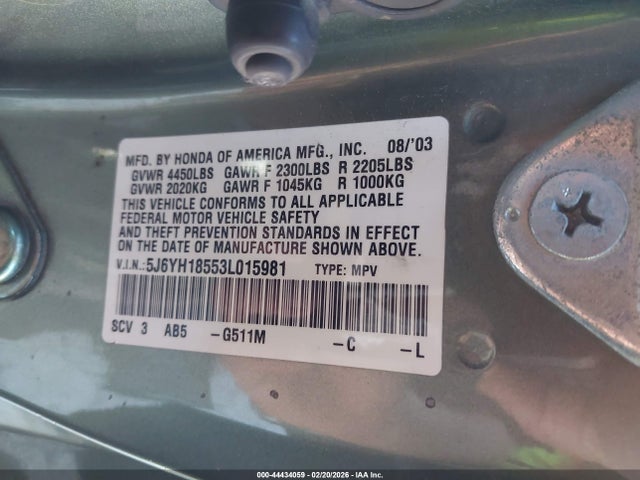 MFD. BY HONDA OF AMERICA MFG., INC. 08/'03
GVWR 4450LBS GAWR F 2300LBS R 2205LBS
GVWR 2020KG GAWR F 1045KG R 1000KG
THIS VEHICLE CONFORMS TO ALL APPLICABLE
FEDERAL MOTOR VEHICLE SAFETY
AND THEFT PREVENTION STANDARDS IN EFFECT
ON THE DATE OF MANUFACTURE SHOWN ABOVE.
V.I.N.:5J6YH18553L015981 TYPE: MPV
SCV 3 AB5 -G511M -C -L
000-44434059 | 02/20/2026 | IAA Inc.